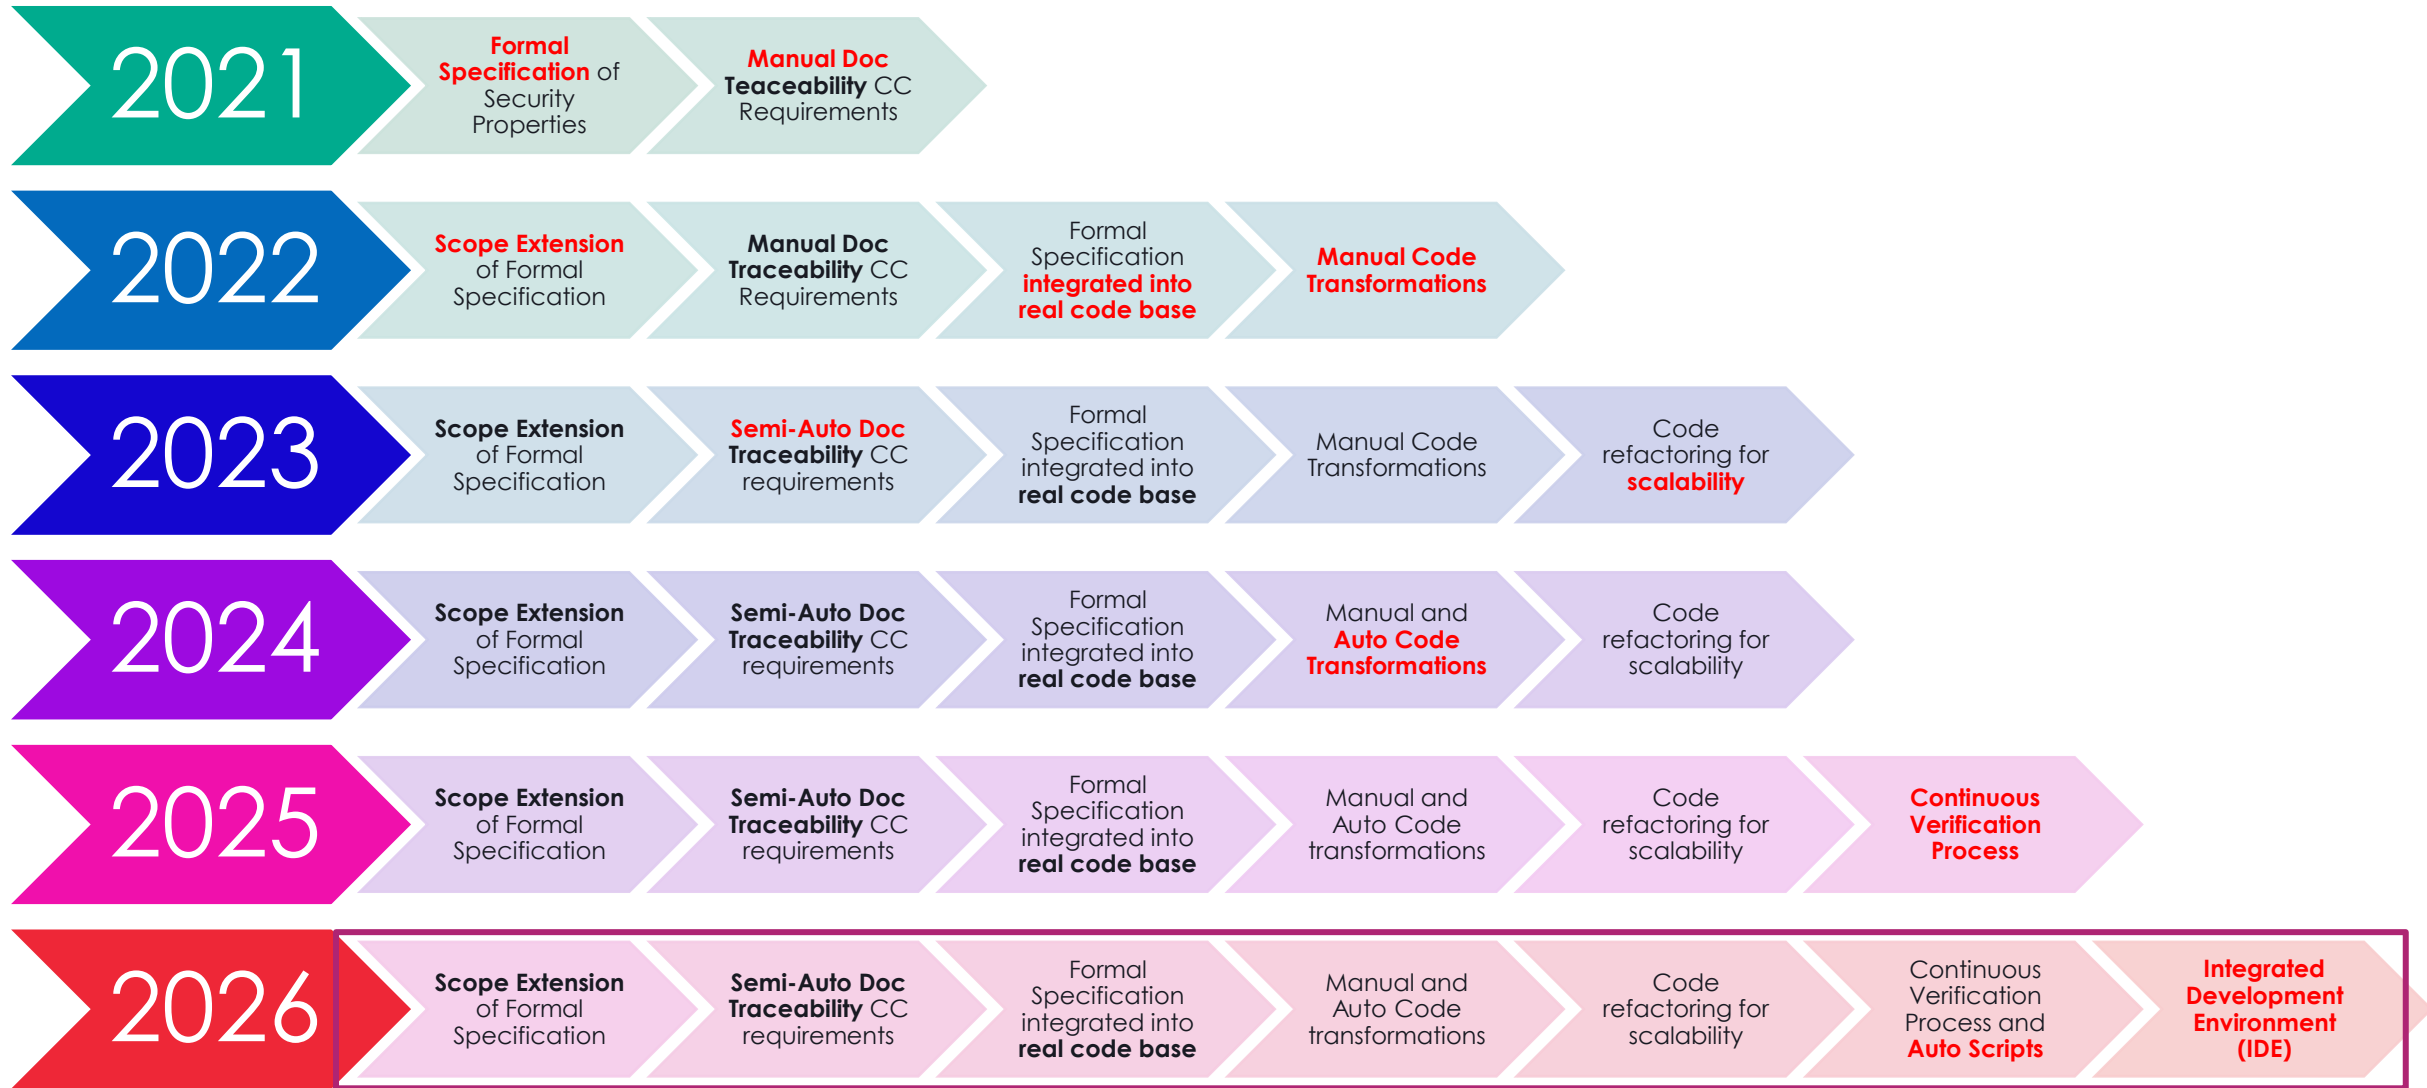 2021
Formal
Specification of
Security
Properties
Manual Doc
Teaceability CC
Requirements
2022
Scope Extension
of Formal
Specification
Manual Doc
Traceability CC
Requirements
Formal
Specification
integrated into
real code base
Manual Code
Transformations
2023
Scope Extension
of Formal
Specification
Semi-Auto Doc
Traceability CC
requirements
Formal
Specification
integrated into
real code base
Manual Code
Transformations
Code
refactoring for
scalability
2024
Scope Extension
of Formal
Specification
Semi-Auto Doc
Traceability CC
requirements
Formal
Specification
integrated into
real code base
Manual and
Auto Code
Transformations
Code
refactoring for
scalability
2025
Scope Extension
of Formal
Specification
Semi-Auto Doc
Traceability CC
requirements
Formal
Specification
integrated into
real code base
Manual and
Auto Code
transformations
Code
refactoring for
scalability
Continuous
Verification
Process
2026
Scope Extension
of Formal
Specification
Semi-Auto Doc
Traceability CC
requirements
Formal
Specification
integrated into
real code base
Manual and
Auto Code
transformations
Code
refactoring for
scalability
Continuous
Verification
Process and
Auto Scripts
Integrated
Development
Environment
(IDE)